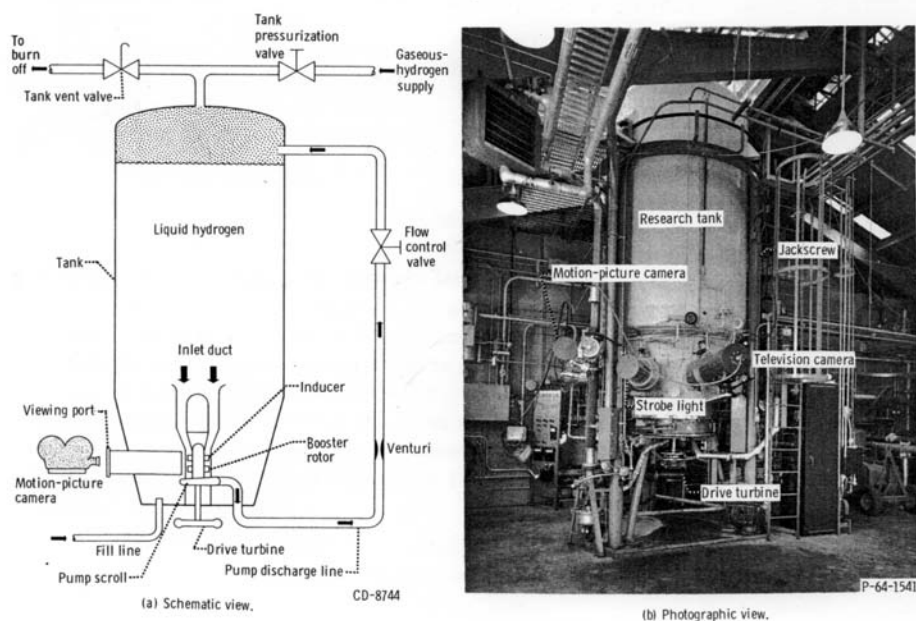 To
burn
off
Tank vent valve
Tank
pressurization
valve
Gaseous-
hydrogen
supply
Liquid hydrogen
Flow
control
valve
Tank
Inlet duct
Inducer
Viewing port
Booster
rotor
Venturi
Motion-picture
camera
Fill line
Drive turbine
Pump scroll
Pump discharge line
CD-8744
(a) Schematic view.
Research tank
Jackscrew
Motion-picture camera
Television camera
Strobe light
Drive turbine
P-64-1541
(b) Photographic view.